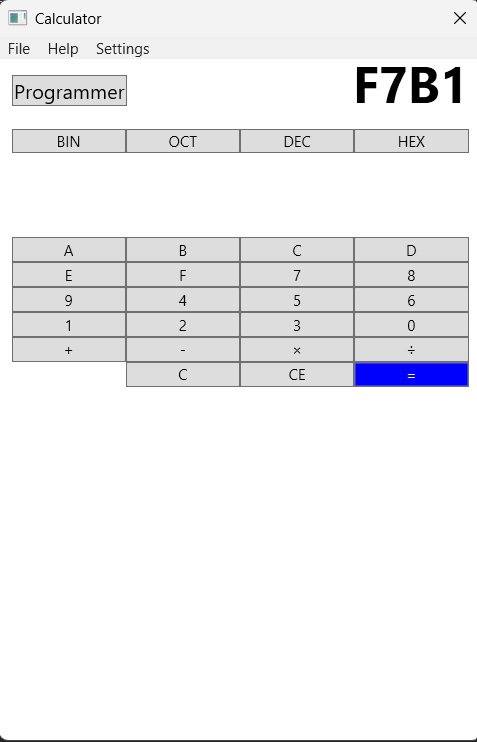 Calculator
File Help Settings
Programmer F7B1
BIN OCT DEC HEX
A B C D
E F 7 8
9 4 5 6
1 2 3 0
+ - × ÷
C CE =